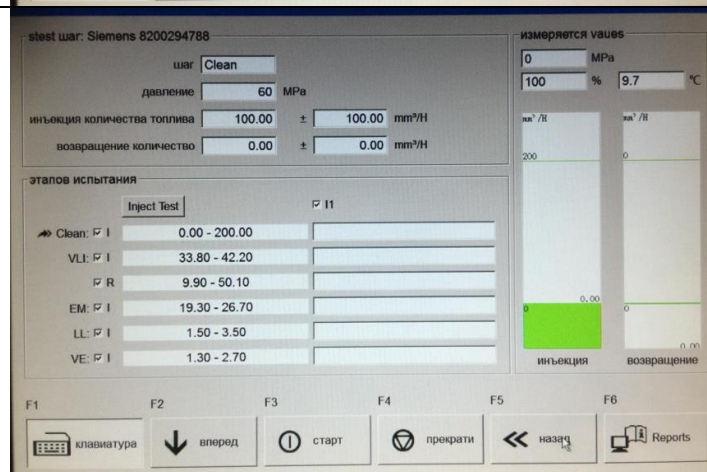 stest шаг: Siemens 8200294788
шаг Clean
давление 60 MPa
инъекция количества топлива 100.00 ± 100.00 mm³/H
возвращение количество 0.00 ± 0.00 mm³/H
измеряется vaues
0 MPa
100 % 9.7 °C
mm³ /H mm³ /H
200 0
0.00
0 0
0.00
инъекция возвращение
этапов испытания
Inject Test I1
Clean: I 0.00 - 200.00
VLI: I 33.80 - 42.20
R 9.90 - 50.10
EM: I 19.30 - 26.70
LL: I 1.50 - 3.50
VE: I 1.30 - 2.70
F1 F2 F3 F4 F5 F6
клавиатура вперед старт прекрати назад Reports